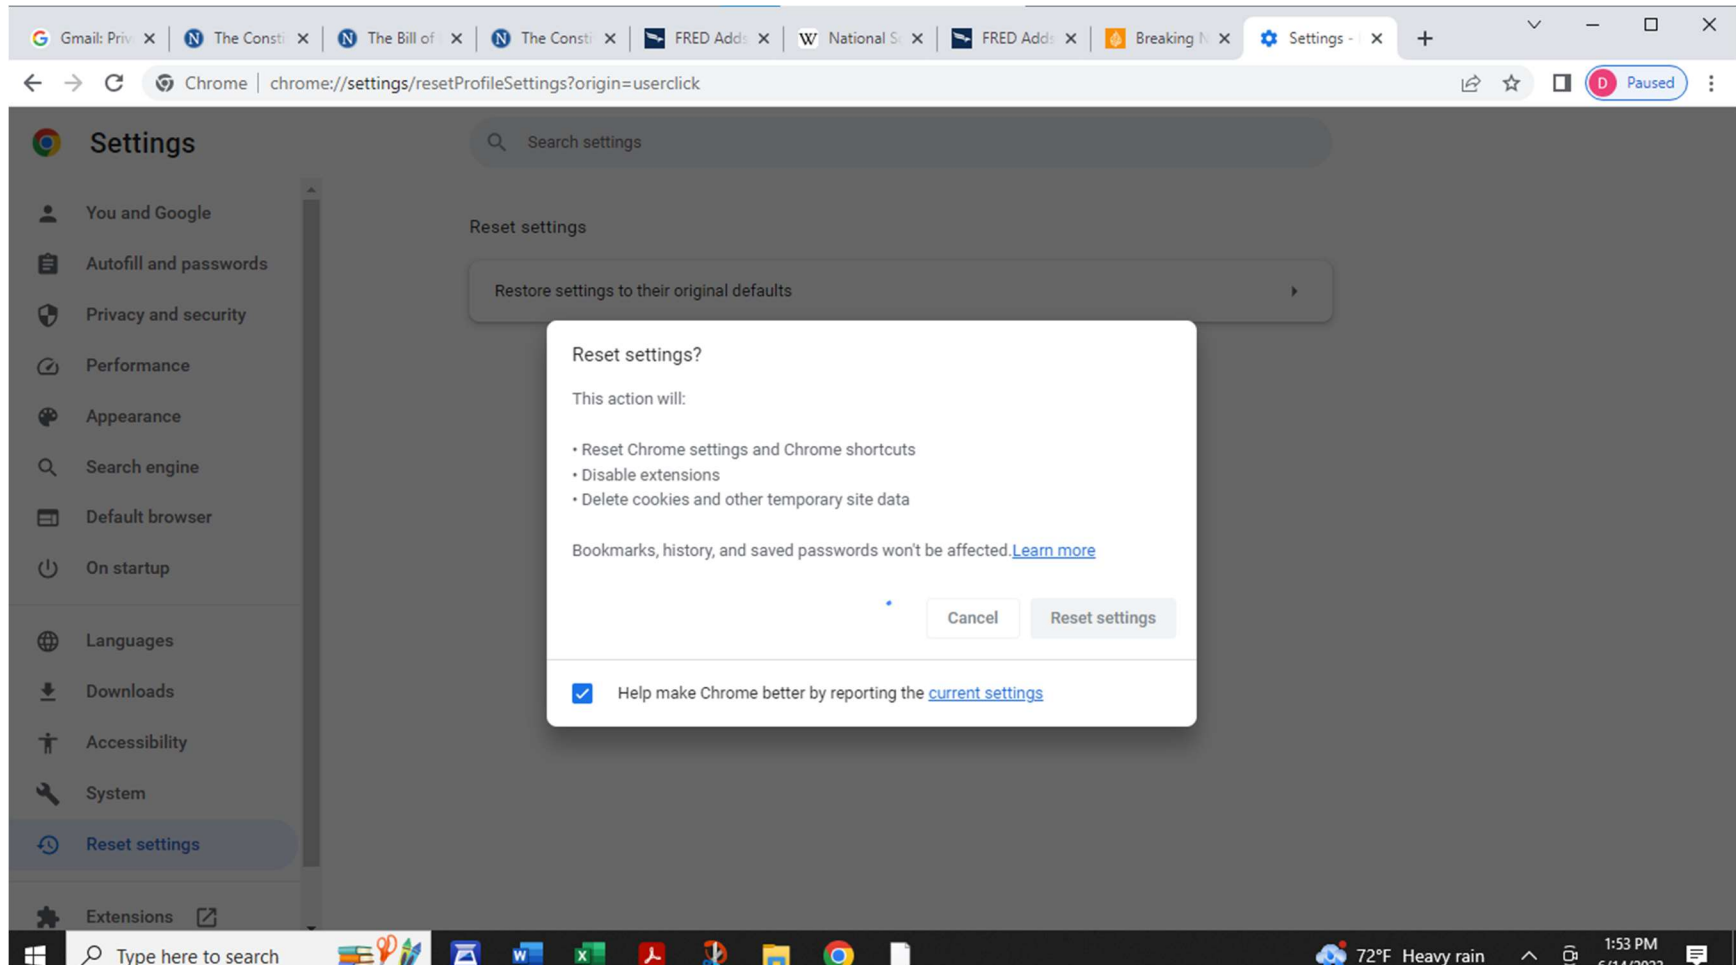 Gmail: Priv
The Consti
The Bill of
The Consti
FRED Adds
W National Se
FRED Adds
Breaking N
Settings -
Chrome | chrome://settings/resetProfileSettings?origin=userclick
D Paused
Settings
Search settings
You and Google
Autofill and passwords
Privacy and security
Performance
Appearance
Search engine
Default browser
On startup
Languages
Downloads
Accessibility
System
Reset settings
Extensions
Reset settings
Restore settings to their original defaults
Reset settings?
This action will:
• Reset Chrome settings and Chrome shortcuts
• Disable extensions
• Delete cookies and other temporary site data
Bookmarks, history, and saved passwords won't be affected.Learn more
Cancel
Reset settings
Help make Chrome better by reporting the current settings
Type here to search
72°F Heavy rain
1:53 PM